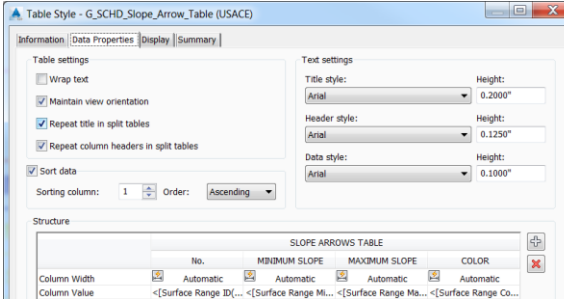 Table Style - G_SCHD_Slope_Arrow_Table (USACE)
Information Data Properties Display Summary
Table settings
Wrap text
Maintain view orientation
Repeat title in split tables
Repeat column headers in split tables
Text settings
Title style: Height:
Arial 0.2000"
Header style: Height:
Arial 0.1250"
Data style: Height:
Arial 0.1000"
Sort data
Sorting column: 1 Order: Ascending
Structure
SLOPE ARROWS TABLE
No. MINIMUM SLOPE MAXIMUM SLOPE COLOR
Column Width Automatic Automatic Automatic Automatic
Column Value <[Surface Range ID(... <[Surface Range Mi... <[Surface Range Ma... <[Surface Range Co...